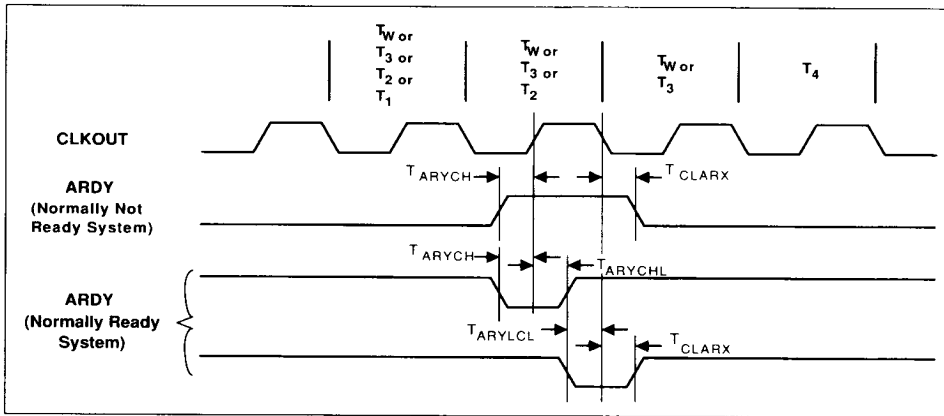 TW or
T3 or
T2 or
T1
TW or
T3 or
T2
TW or
T3
T4
CLKOUT
TARYCH
TCLARX
ARDY
(Normally Not
Ready System)
TARYCH
TARYCHL
ARDY
(Normally Ready
System)
TARYLCL
TCLARX